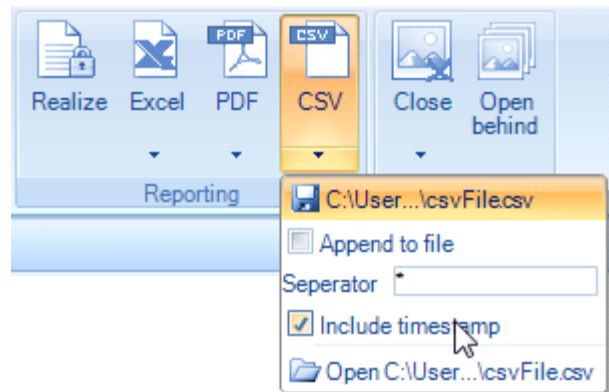 PDF CSV
Realize Excel PDF CSV Close Open behind
Reporting
C:\User...\csvFile.csv
Append to file
Seperator *
Include timestamp
Open C:\User...\csvFile.csv